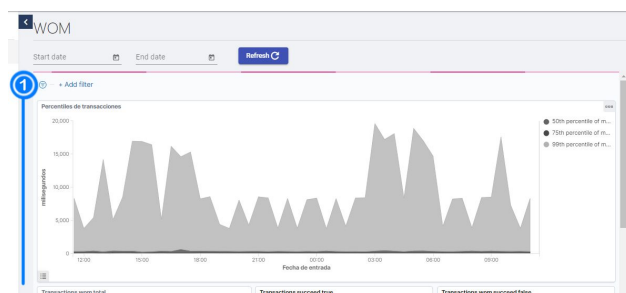 WOM
Start date End date Refresh
1
+ Add filter
Percentiles de transacciones
20,000
15,000
10,000
5,000
0
milisegundos
12:00 15:00 18:00 21:00 00:00 03:00 06:00 09:00
Fecha de entrada
50th percentile of m...
75th percentile of m...
99th percentile of m...
Transactions wom total Transactions succeed true Transactions wom succeed false